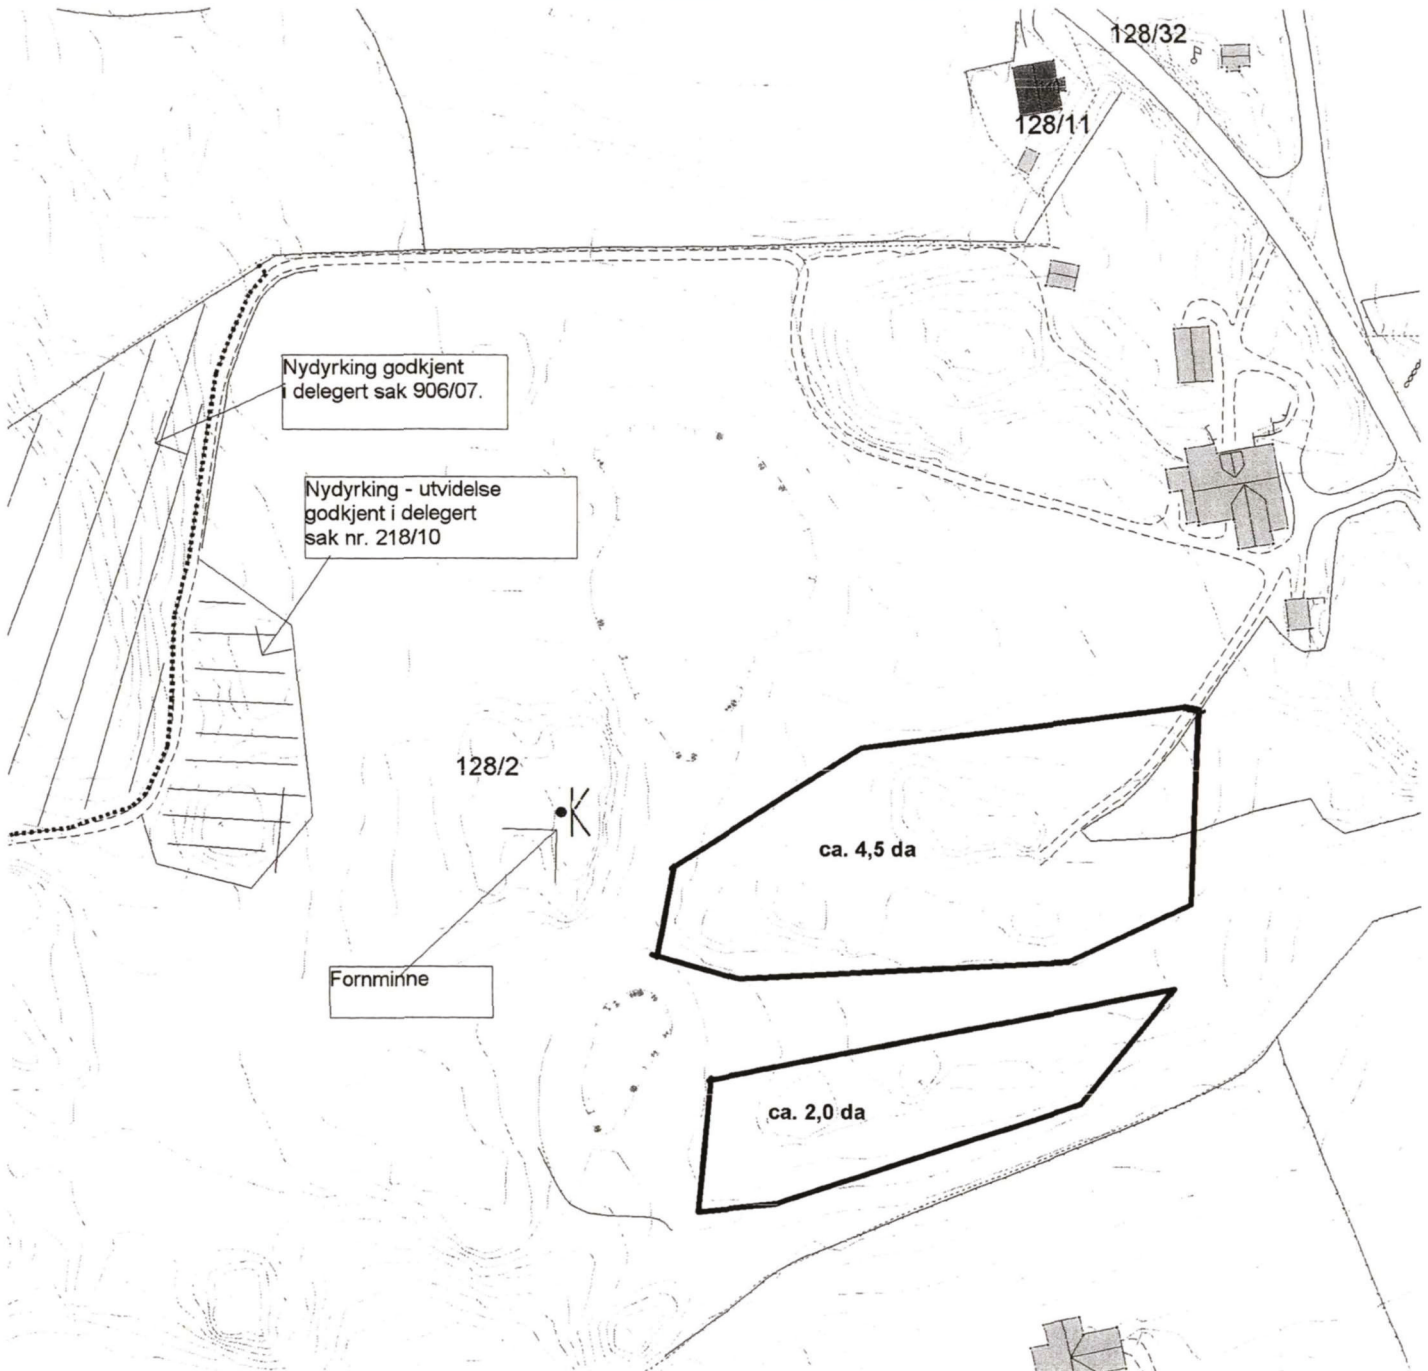 128/32
128/11
Nydyrking godkjent
i delegert sak 906/07.
Nydyrking - utvidelse
godkjent i delegert
sak nr. 218/10
128/2
K
ca. 4,5 da
Fornminne
ca. 2,0 da